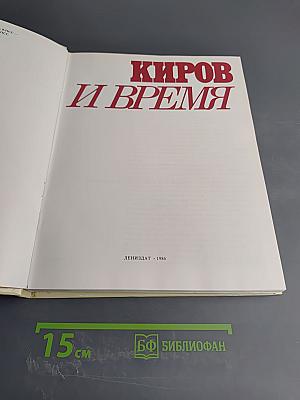 КИРОВ
И ВРЕМЯ
ЛЕНИЗДАТ · 1986
15 см
БФ БИБЛИОФАН